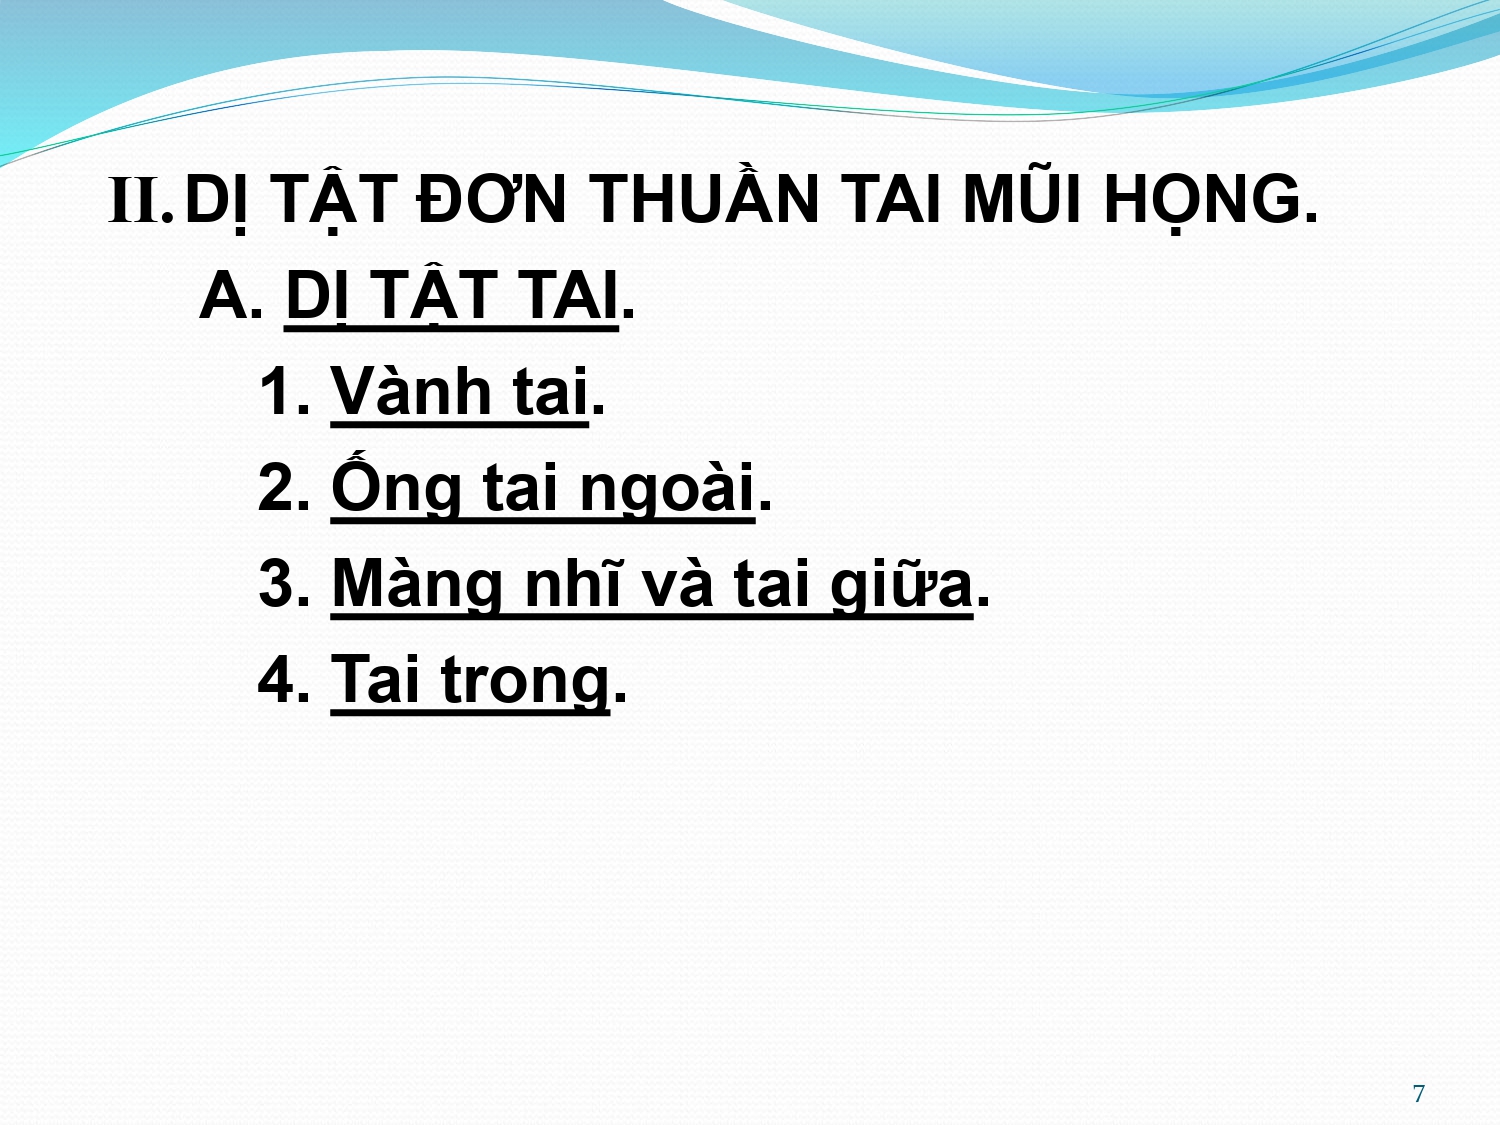 II. DỊ TẬT ĐƠN THUẦN TAI MŨI HỌNG.
A. DỊ TẬT TAI.
1. Vành tai.
2. Ống tai ngoài.
3. Màng nhĩ và tai giữa.
4. Tai trong.
7